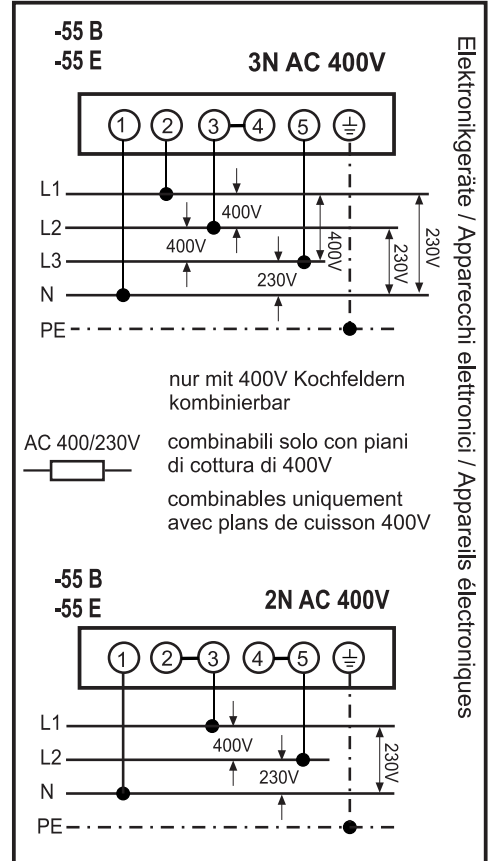 -55 B
-55 E
3N AC 400V
1 2 3 4 5
L1
400V
L2
400V
400V
230V
230V
L3
230V
N
PE
nur mit 400V Kochfeldern
kombinierbar
AC 400/230V
combinabili solo con piani
di cottura di 400V
combinables uniquement
avec plans de cuisson 400V
-55 B
-55 E
2N AC 400V
1 2 3 4 5
L1
400V
230V
L2
230V
N
PE
Elektronikgeräte / Apparecchi elettronici / Appareils électroniques